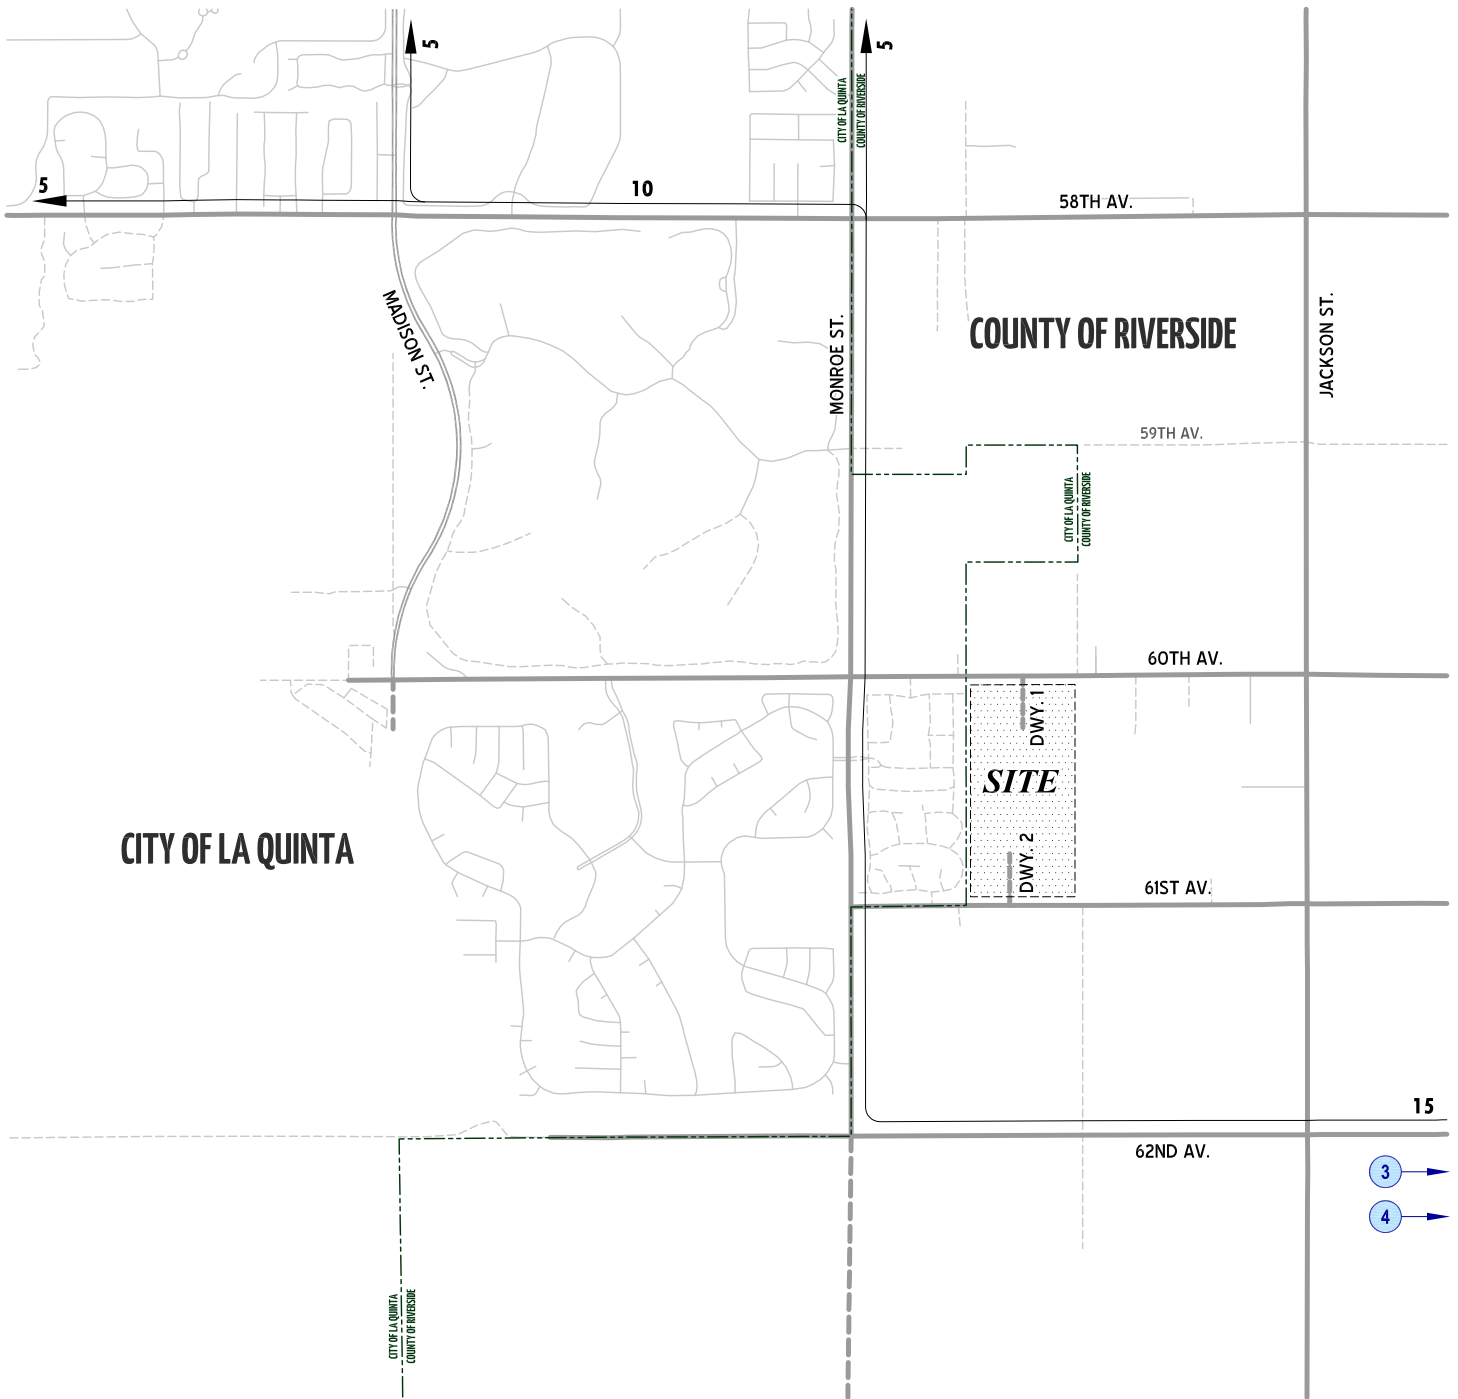 5
5
CITY OF LA QUINTA
COUNTY OF RIVERSIDE
5
10
58TH AV.
MADISON ST.
MONROE ST.
COUNTY OF RIVERSIDE
JACKSON ST.
59TH AV.
CITY OF LA QUINTA
COUNTY OF RIVERSIDE
60TH AV.
DWY. 1
SITE
CITY OF LA QUINTA
DWY. 2
61ST AV.
15
62ND AV.
3
4
CITY OF LA QUINTA
COUNTY OF RIVERSIDE